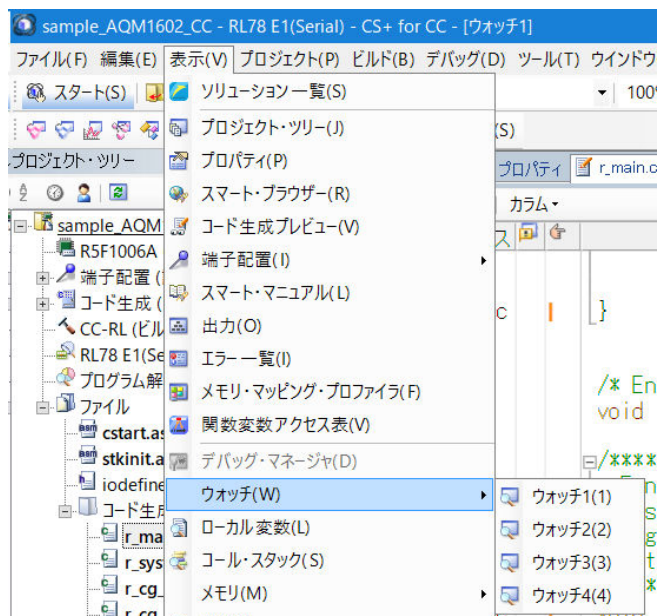 sample_AQM1602_CC - RL78 E1(Serial) - CS+ for CC - [ウォッチ1]
ファイル(F) 編集(E) 表示(V) プロジェクト(P) ビルド(B) デバッグ(D) ツール(T) ウインドウ
スタート(S) ソリューション一覧(S) 100%
プロジェクト・ツリー(J) (S)
プロジェクト・ツリー プロパティ(P) プロパティ r_main.c
スマート・ブラウザー(R) カラム
sample_AQM1 コード生成プレビュー(V) ス
R5F1006A 端子配置(I)
端子配置 ( スマート・マニュアル(L)
コード生成 ( 出力(O) c }
CC-RL (ビル エラー一覧(I)
RL78 E1(Se メモリ・マッピング・プロファイラ(F) /* En
プログラム解 関数変数アクセス表(V) void
ファイル
cstart.as デバッグ・マネージャ(D) /****
stkinit.a ウォッチ(W) ウォッチ1(1)
iodefine ローカル変数(L) ウォッチ2(2)
コード生成 コール・スタック(S) ウォッチ3(3)
r_ma メモリ(M) ウォッチ4(4)
r_sys
r_cg_
r_cg